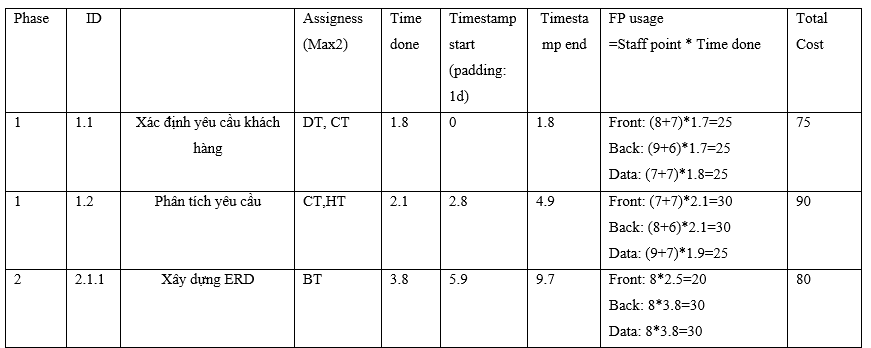 Phase
ID
Assigness
(Max2)
Time
done
Timestamp
start
(padding:
1d)
Timesta
mp end
FP usage
=Staff point * Time done
Total
Cost
1
1.1
Xác định yêu cầu khách
hàng
DT, CT
1.8
0
1.8
Front: (8+7)*1.7=25
Back: (9+6)*1.7=25
Data: (7+7)*1.8=25
75
1
1.2
Phân tích yêu cầu
CT,HT
2.1
2.8
4.9
Front: (7+7)*2.1=30
Back: (8+6)*2.1=30
Data: (9+7)*1.9=25
90
2
2.1.1
Xây dựng ERD
BT
3.8
5.9
9.7
Front: 8*2.5=20
Back: 8*3.8=30
Data: 8*3.8=30
80